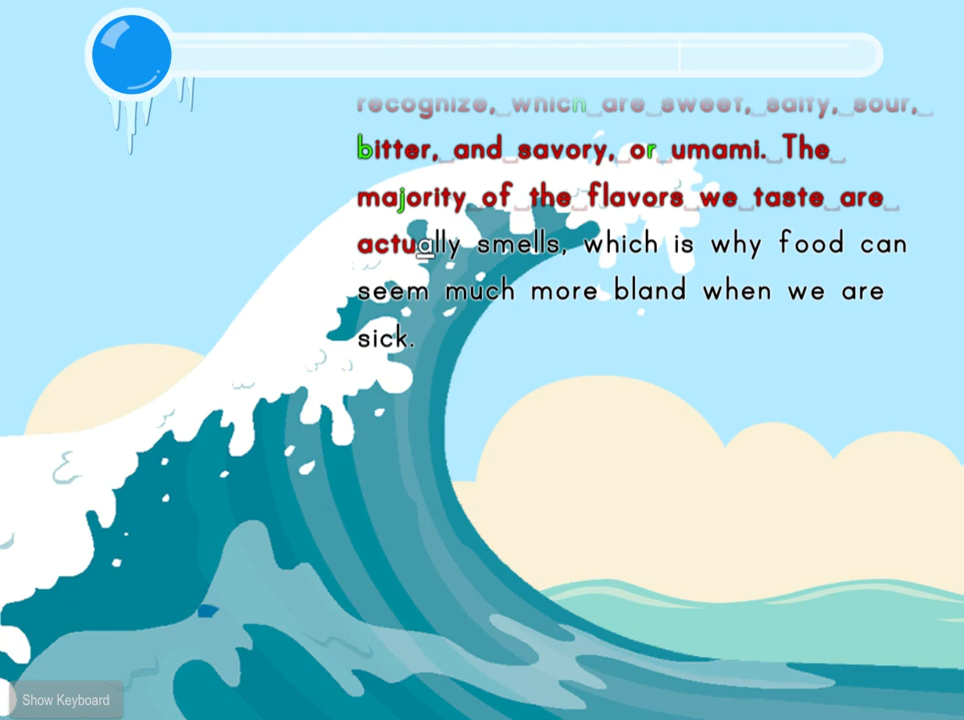 recognize, which are sweet, salty, sour,
bitter, and savory, or umami. The
majority of the flavors we taste are
actually smells, which is why food can
seem much more bland when we are
sick.
Show Keyboard